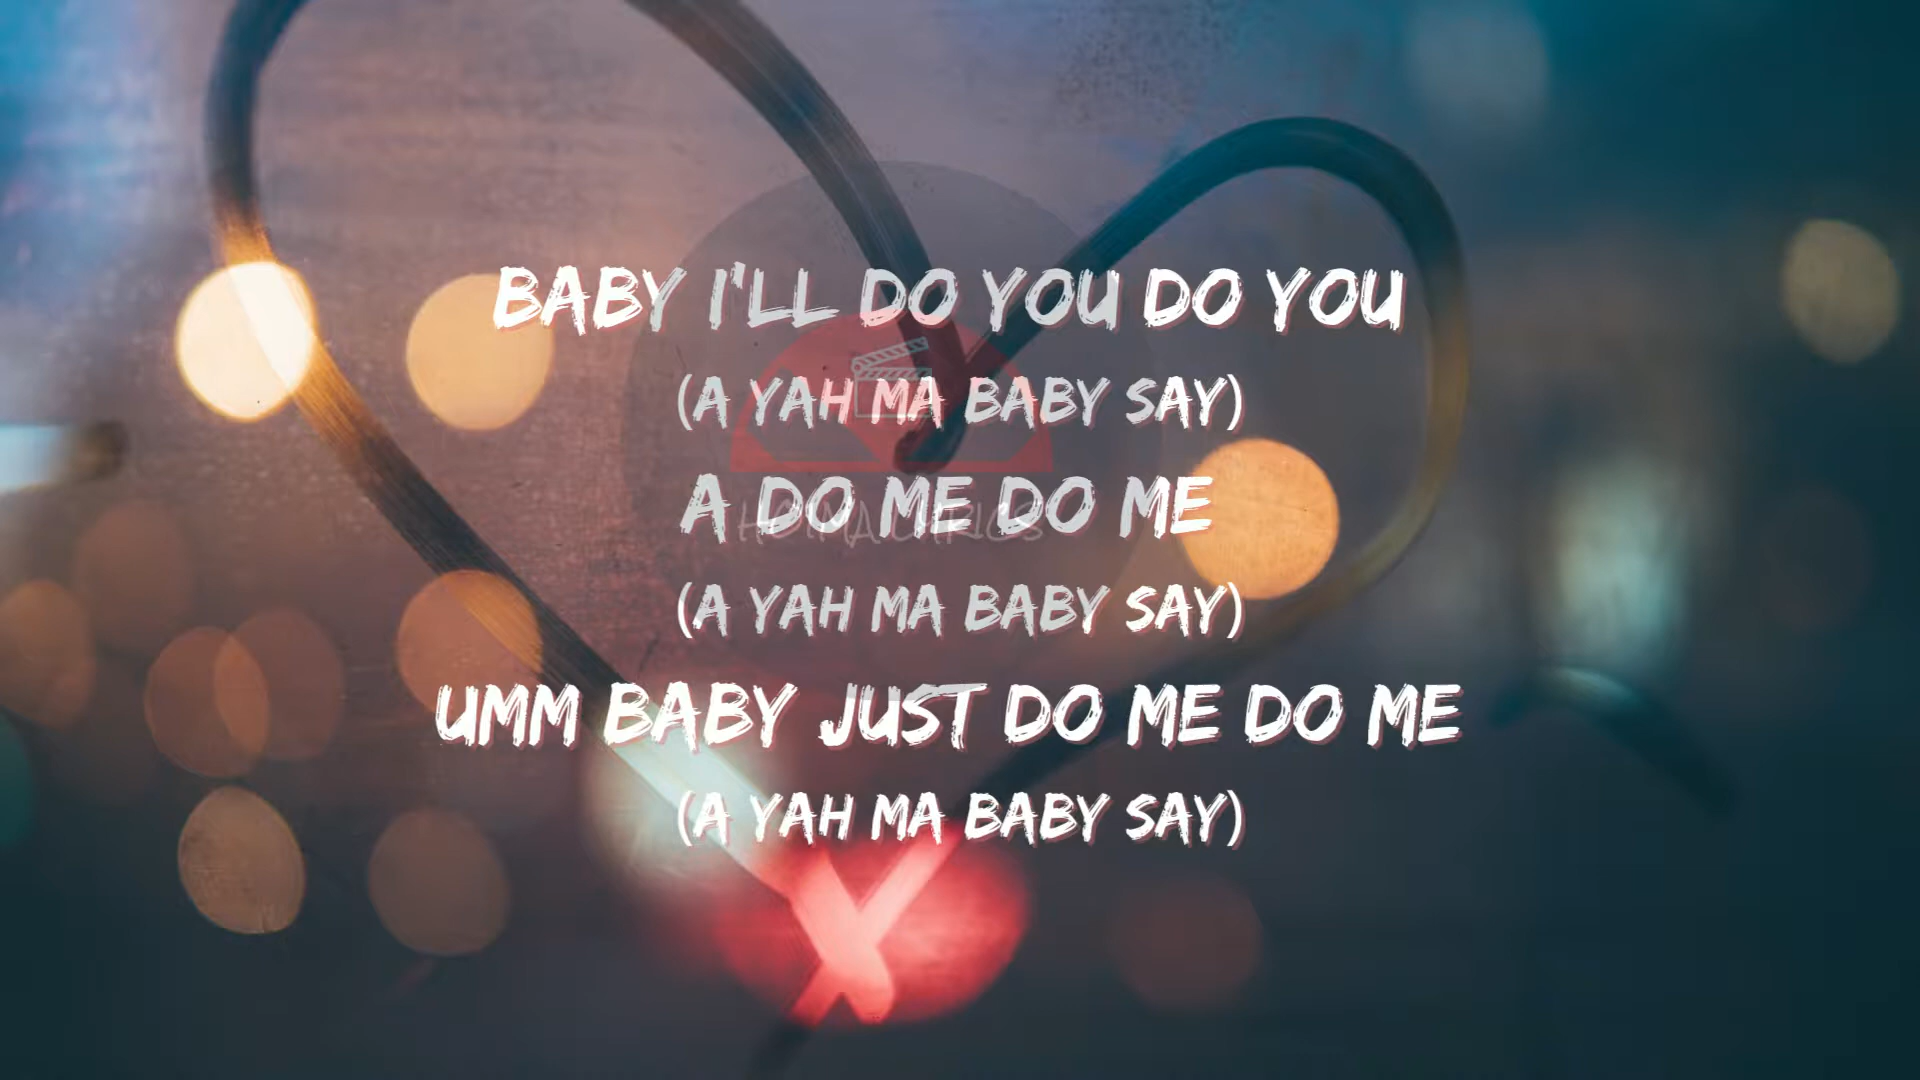 BABY I'LL DO YOU DO YOU
(A YAH MA BABY SAY)
A DO ME DO ME
(A YAH MA BABY SAY)
UMM BABY JUST DO ME DO ME
(A YAH MA BABY SAY)